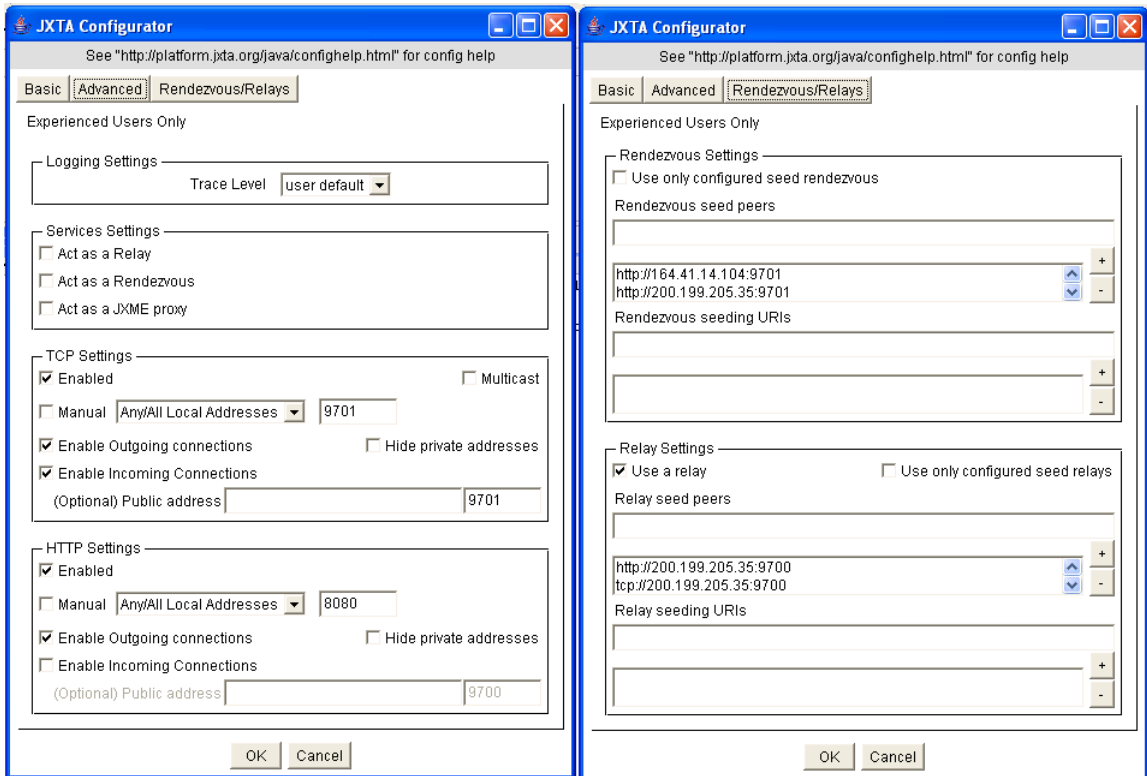 JXTA Configurator
See "http://platform.jxta.org/java/confighelp.html" for config help
Basic Advanced Rendezvous/Relays
Experienced Users Only
Logging Settings
Trace Level user default
Services Settings
Act as a Relay
Act as a Rendezvous
Act as a JXME proxy
TCP Settings
Enabled Multicast
Manual Any/All Local Addresses 9701
Enable Outgoing connections Hide private addresses
Enable Incoming Connections
(Optional) Public address 9701
HTTP Settings
Enabled
Manual Any/All Local Addresses 8080
Enable Outgoing connections Hide private addresses
Enable Incoming Connections
(Optional) Public address 9700
OK Cancel
JXTA Configurator
See "http://platform.jxta.org/java/confighelp.html" for config help
Basic Advanced Rendezvous/Relays
Experienced Users Only
Rendezvous Settings
Use only configured seed rendezvous
Rendezvous seed peers
+
http://164.41.14.104:9701
http://200.199.205.35:9701
-
Rendezvous seeding URIs
+
-
Relay Settings
Use a relay Use only configured seed relays
Relay seed peers
+
http://200.199.205.35:9700
tcp://200.199.205.35:9700
-
Relay seeding URIs
+
-
OK Cancel